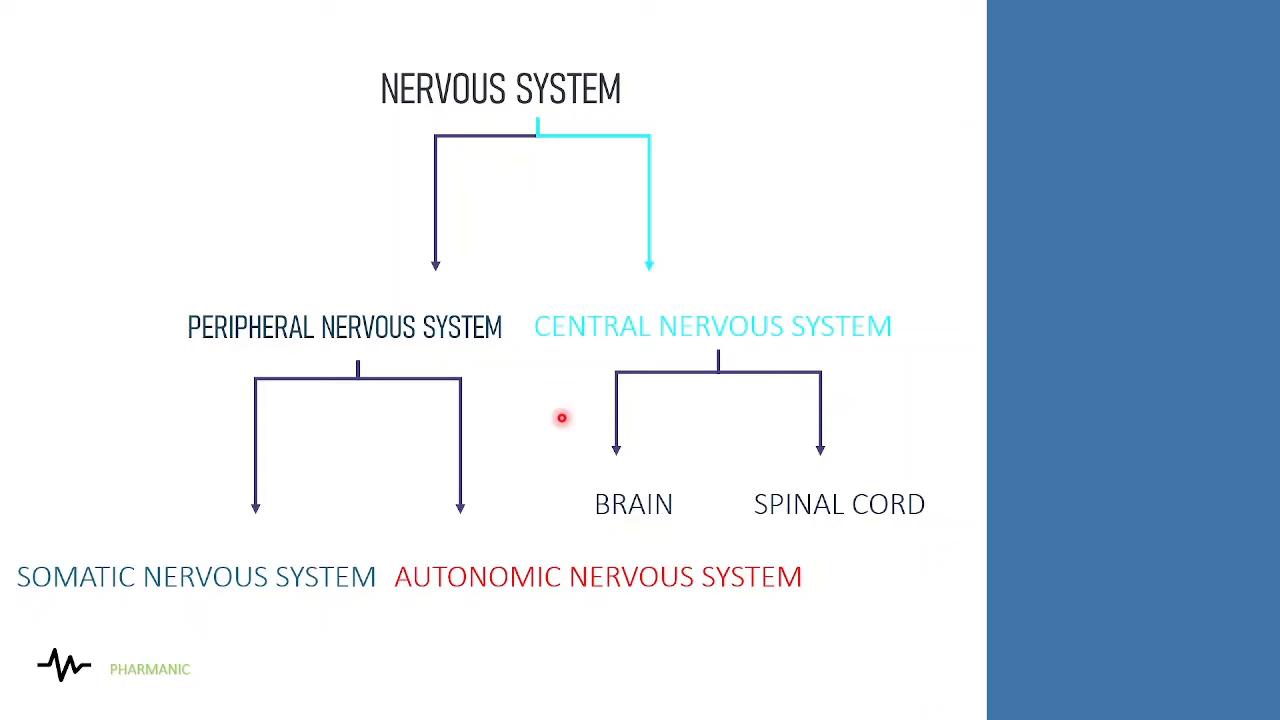 NERVOUS SYSTEM
PERIPHERAL NERVOUS SYSTEM
CENTRAL NERVOUS SYSTEM
BRAIN
SPINAL CORD
SOMATIC NERVOUS SYSTEM
AUTONOMIC NERVOUS SYSTEM
PHARMANIC